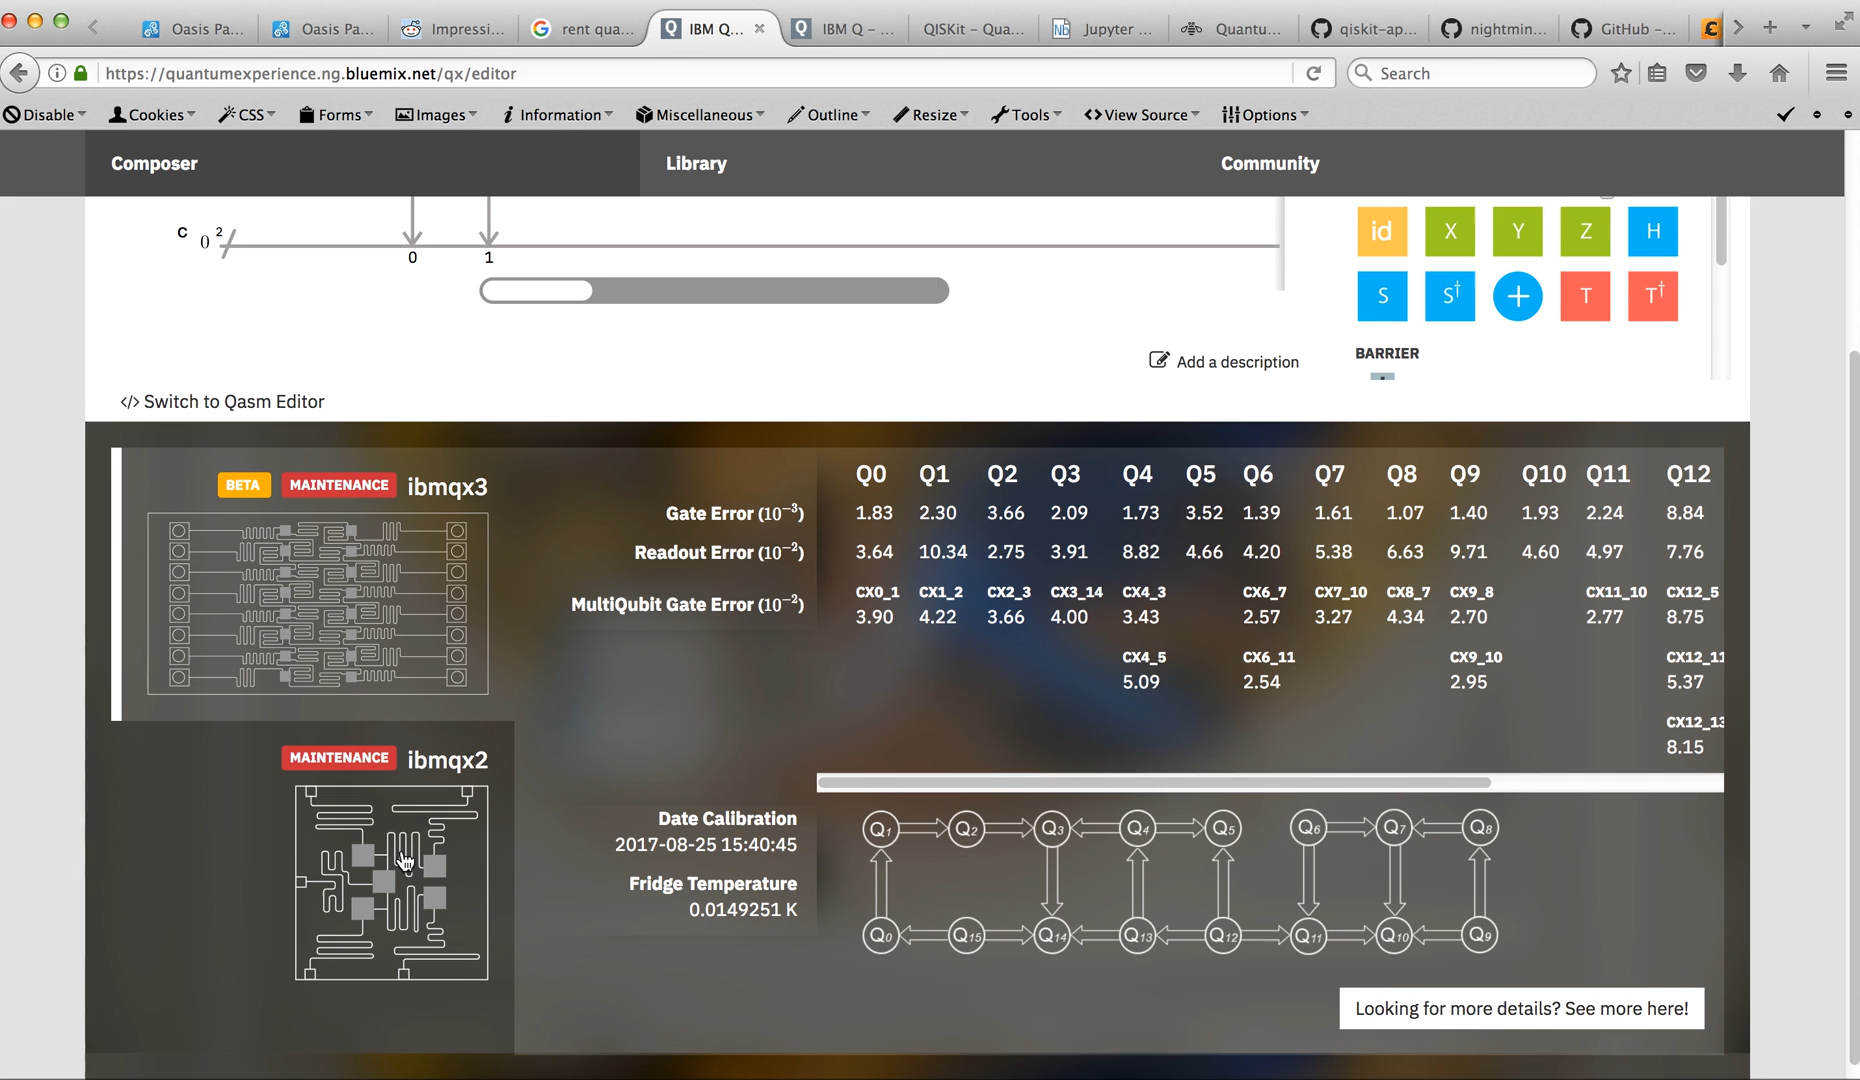 Oasis Pa...
Oasis Pa...
Impressi...
rent qua...
IBM Q...
IBM Q - ...
QISKit - Qua...
Jupyter ...
Quantu...
qiskit-ap...
nightmin...
GitHub - ...
https://quantumexperience.ng.bluemix.net/qx/editor
Search
Disable
Cookies
CSS
Forms
Images
Information
Miscellaneous
Outline
Resize
Tools
View Source
Options
Composer
Library
Community
c 0 2
0 1
id X Y Z H
S S† + T T†
BARRIER
Add a description
</> Switch to Qasm Editor
BETA MAINTENANCE ibmqx3
Q0 Q1 Q2 Q3 Q4 Q5 Q6 Q7 Q8 Q9 Q10 Q11 Q12
Gate Error (10⁻³) 1.83 2.30 3.66 2.09 1.73 3.52 1.39 1.61 1.07 1.40 1.93 2.24 8.84
Readout Error (10⁻²) 3.64 10.34 2.75 3.91 8.82 4.66 4.20 5.38 6.63 9.71 4.60 4.97 7.76
CX0_1 CX1_2 CX2_3 CX3_14 CX4_3 CX6_7 CX7_10 CX8_7 CX9_8 CX11_10 CX12_5
MultiQubit Gate Error (10⁻²) 3.90 4.22 3.66 4.00 3.43 2.57 3.27 4.34 2.70 2.77 8.75
CX4_5 CX6_11 CX9_10 CX12_11
5.09 2.54 2.95 5.37
CX12_13
8.15
MAINTENANCE ibmqx2
Date Calibration
2017-08-25 15:40:45
Fridge Temperature
0.0149251 K
Q1 Q2 Q3 Q4 Q5 Q6 Q7 Q8
Q0 Q15 Q14 Q13 Q12 Q11 Q10 Q9
Looking for more details? See more here!